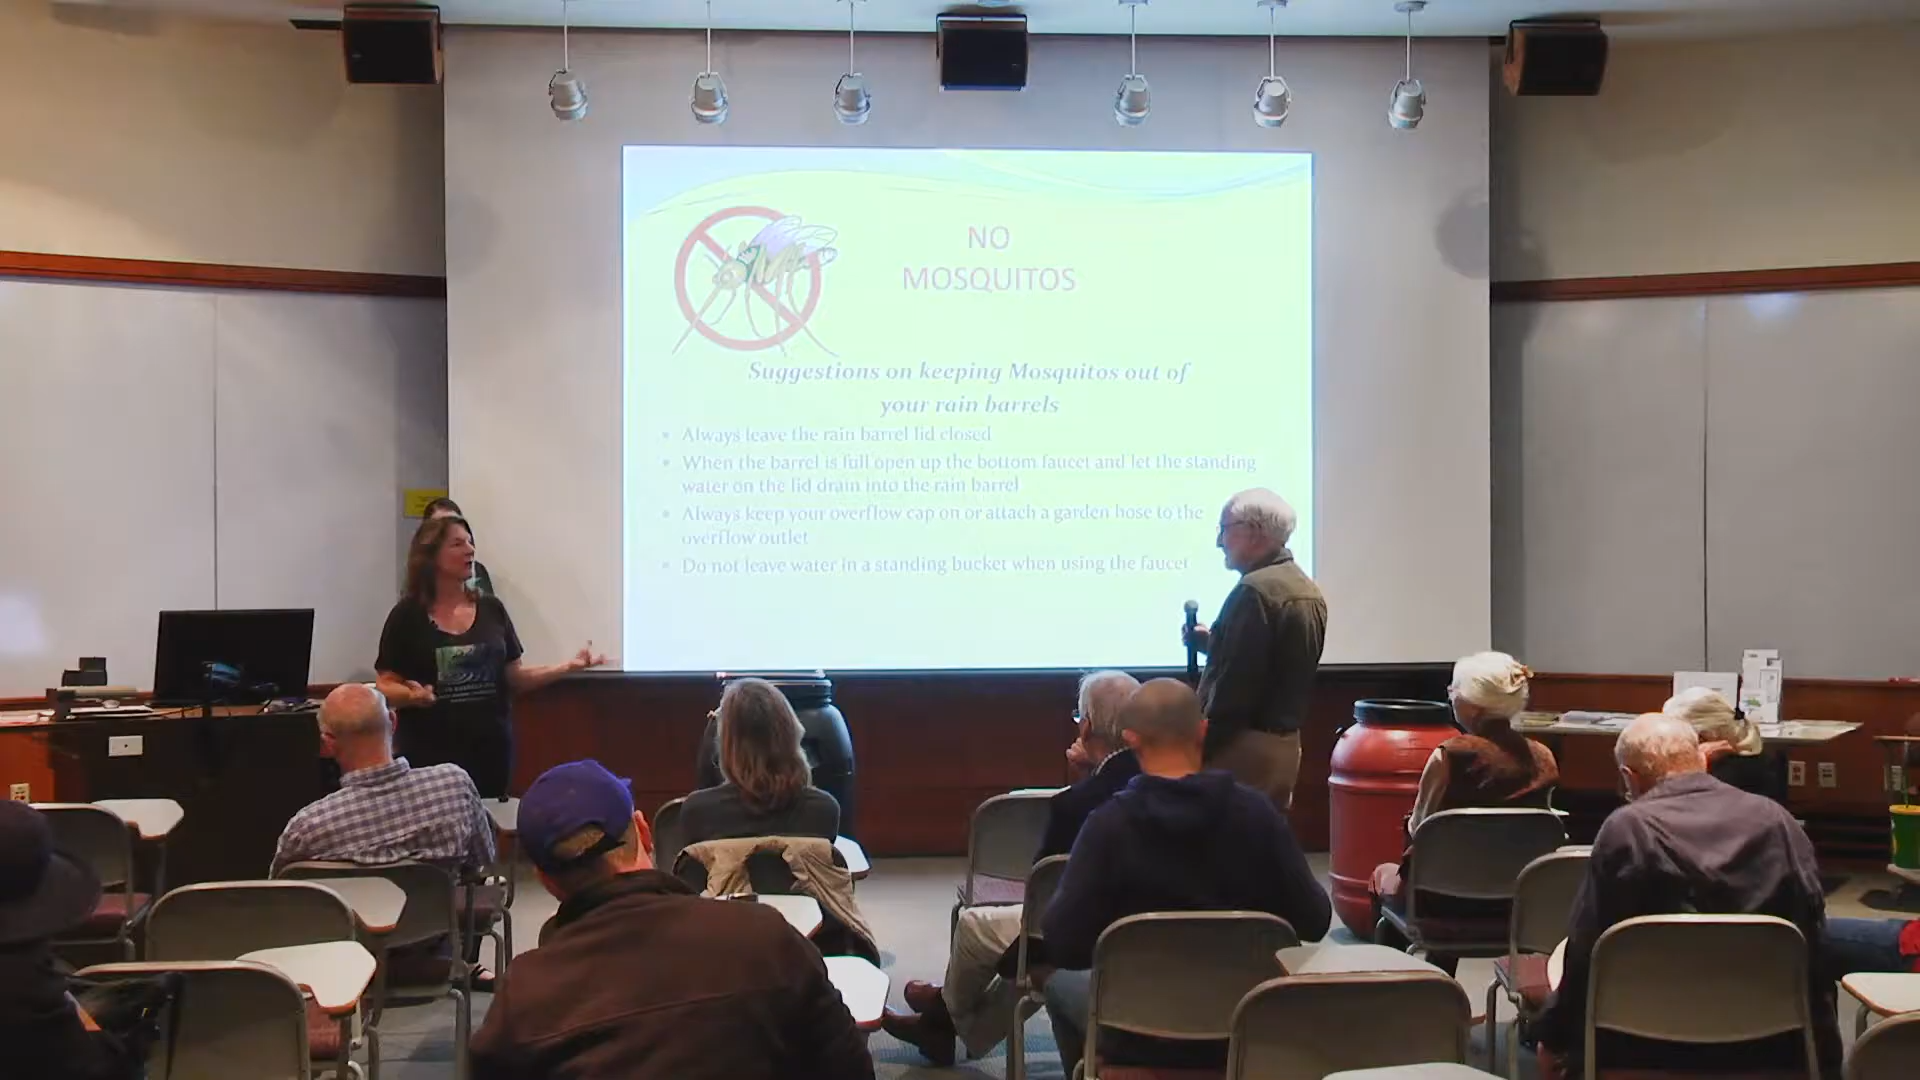 NO
MOSQUITOS
Suggestions on keeping Mosquitos out of
your rain barrels
• Always leave the rain barrel lid closed
• When the barrel is full open up the bottom faucet and let the standing
water on the lid drain into the rain barrel
• Always keep your overflow cap on or attach a garden hose to the
overflow outlet
• Do not leave water in a standing bucket when using the faucet